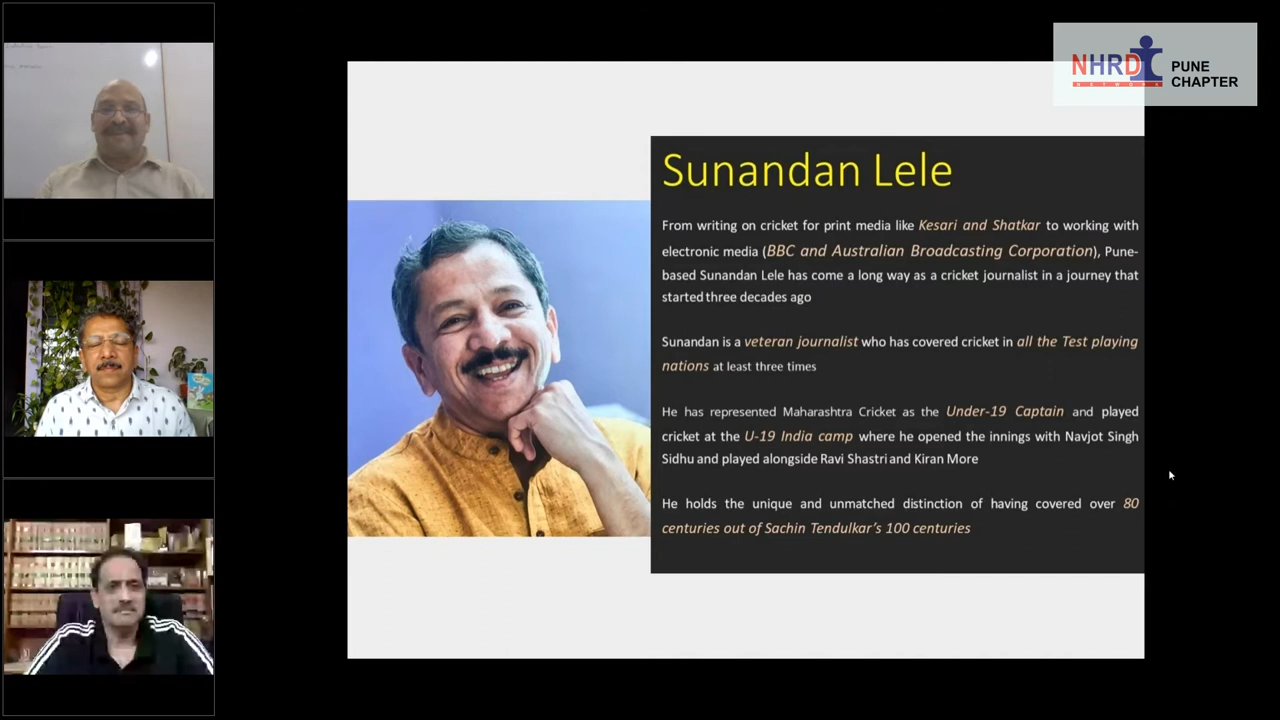 NHRD
NETWORK
PUNE
CHAPTER
Sunandan Lele
From writing on cricket for print media like Kesari and Shatkar to working with
electronic media (BBC and Australian Broadcasting Corporation), Pune-
based Sunandan Lele has come a long way as a cricket journalist in a journey that
started three decades ago
Sunandan is a veteran journalist who has covered cricket in all the Test playing
nations at least three times
He has represented Maharashtra Cricket as the Under-19 Captain and played
cricket at the U-19 India camp where he opened the innings with Navjot Singh
Sidhu and played alongside Ravi Shastri and Kiran More
He holds the unique and unmatched distinction of having covered over 80
centuries out of Sachin Tendulkar's 100 centuries